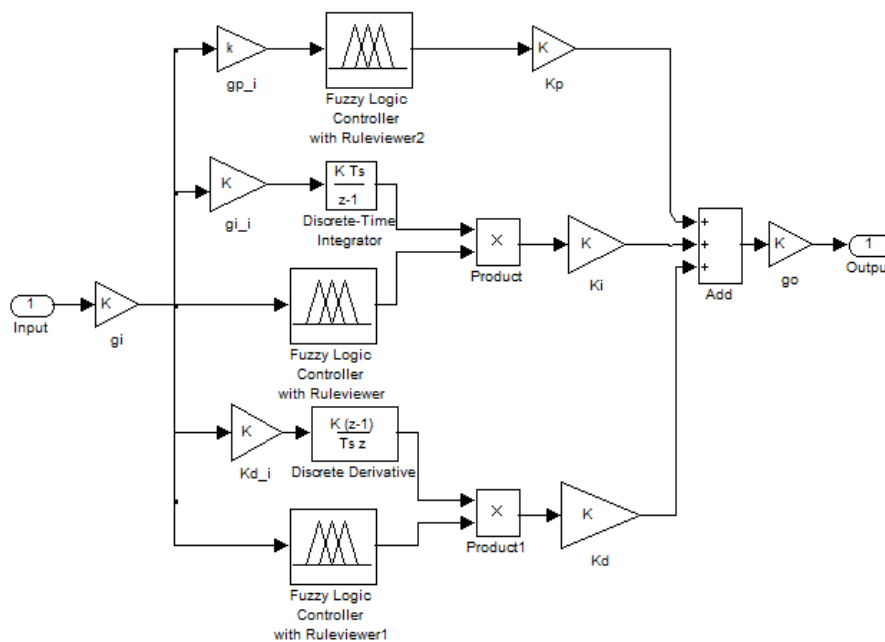 k
gp_i
Fuzzy Logic
Controller
with Ruleviewer2
K
Kp
K
gi_i
K Ts
z-1
Discrete-Time
Integrator
×
Product
K
Ki
+
+
+
Add
K
go
1
Output
1
Input
K
gi
Fuzzy Logic
Controller
with Ruleviewer
K
Kd_i
K (z-1)
Ts z
Discrete Derivative
×
Product1
K
Kd
Fuzzy Logic
Controller
with Ruleviewer1